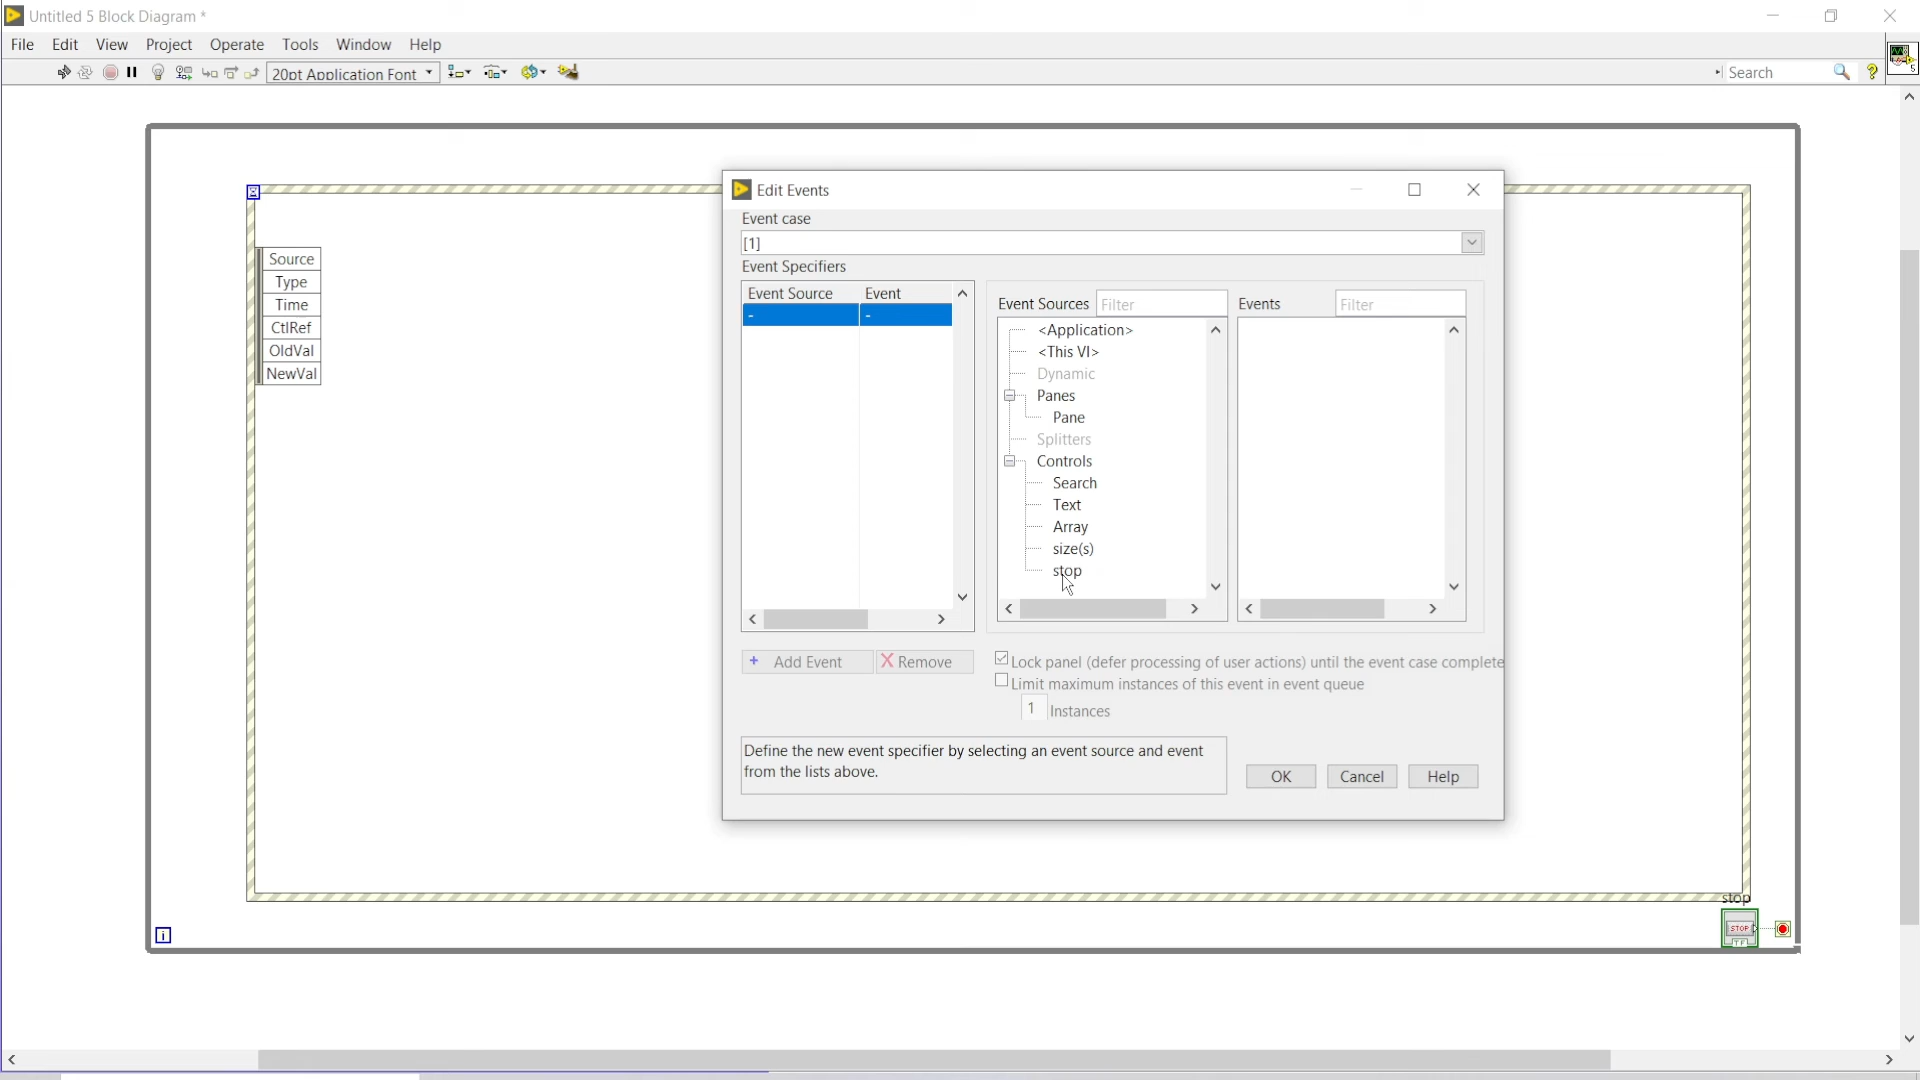 Untitled 5 Block Diagram *
File Edit View Project Operate Tools Window Help
20pt Application Font
Search
?
5
Edit Events
Event case
[1]
Event Specifiers
Event Source Event
- -
+ Add Event
X Remove
Event Sources Filter
<Application>
<This VI>
Dynamic
Panes
Pane
Splitters
Controls
Search
Text
Array
size(s)
stop
Events Filter
Lock panel (defer processing of user actions) until the event case complete
Limit maximum instances of this event in event queue
1 Instances
Define the new event specifier by selecting an event source and event
from the lists above.
OK Cancel Help
Source
Type
Time
CtlRef
OldVal
NewVal
stop
STOP
TF
i